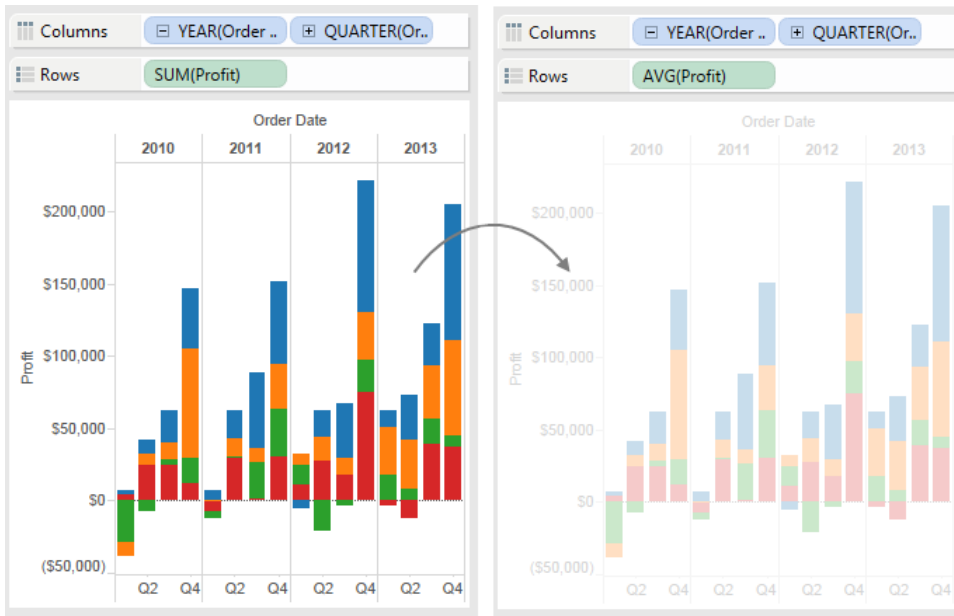 Columns YEAR(Order .. QUARTER(Or..
Rows SUM(Profit)
Order Date
2010 2011 2012 2013
Profit
$200,000
$150,000
$100,000
$50,000
$0
($50,000)
Q2 Q4 Q2 Q4 Q2 Q4 Q2 Q4
Columns YEAR(Order .. QUARTER(Or..
Rows AVG(Profit)
Order Date
2010 2011 2012 2013
Profit
$200,000
$150,000
$100,000
$50,000
$0
($50,000)
Q2 Q4 Q2 Q4 Q2 Q4 Q2 Q4